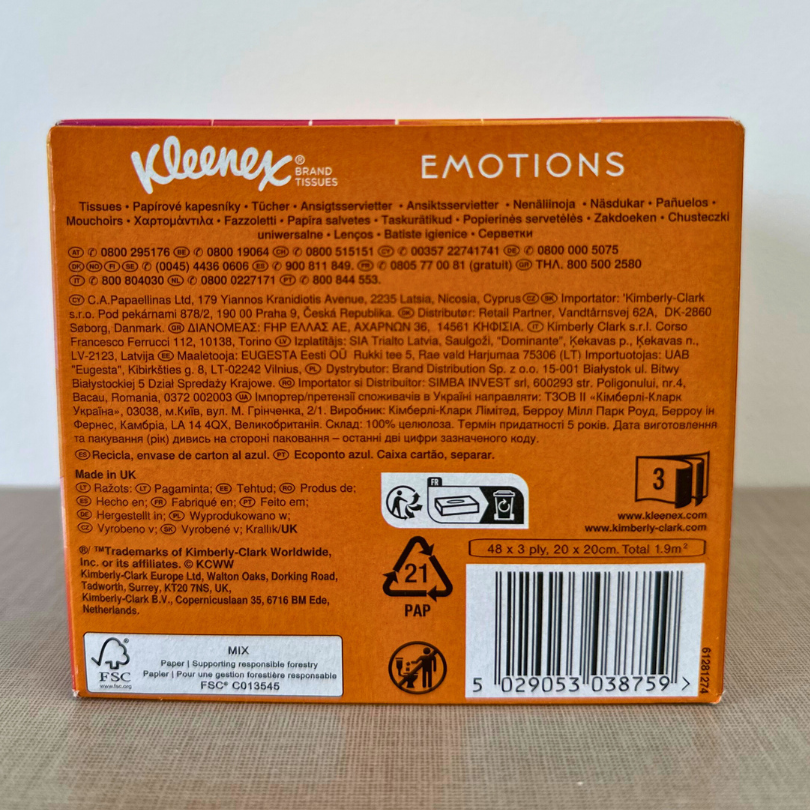 Kleenex® BRAND TISSUES
EMOTIONS
Tissues • Papírové kapesníky • Tücher • Ansigtsservietter • Ansiktsservietter • Nenäliinoja • Näsdukar • Pañuelos •
Mouchoirs • Χαρτομάντιλα • Fazzoletti • Papīra salvetes • Taskurätikud • Popierinės servetėlės • Zakdoeken • Chusteczki
uniwersalne • Lenços • Batiste igienice • Серветки
AT ✆ 0800 295176 BE ✆ 0800 19064 CH ✆ 0800 515151 CY ✆ 00357 22741741 DE ✆ 0800 000 5075
DK NO FI SE ✆ (0045) 4436 0606 ES ✆ 900 811 849. FR ✆ 0805 77 00 81 (gratuit) GR ΤΗΛ. 800 500 2580
IT ✆ 800 804030 NL ✆ 0800 0227171 PT ✆ 800 844 553.
CY C.A.Papaellinas Ltd, 179 Yiannos Kranidiotis Avenue, 2235 Latsia, Nicosia, Cyprus CZ SK Importator: 'Kimberly-Clark
s.r.o. Pod pekárnami 878/2, 190 00 Praha 9, Česká Republika. DK Distributør: Retail Partner, Vandtårnsvej 62A, DK-2860
Søborg, Danmark. GR ΔΙΑΝΟΜΕΑΣ: FHP ΕΛΛΑΣ ΑΕ, ΑΧΑΡΝΩΝ 36, 14561 ΚΗΦΙΣΙΑ. IT Kimberly Clark s.r.l. Corso
Francesco Ferrucci 112, 10138, Torino LV Izplatītājs: SIA Trialto Latvia, Saulgoži, "Dominante", Ķekavas p., Ķekavas n.,
LV-2123, Latvija EE Maaletooja: EUGESTA Eesti OÜ Rukki tee 5, Rae vald Harjumaa 75306 (LT) Importuotojas: UAB
"Eugesta", Kibirkšties g. 8, LT-02242 Vilnius, PL Dystrybutor: Brand Distribution Sp. z o.o. 15-001 Białystok ul. Bitwy
Białystockiej 5 Dział Sprzedaży Krajowe. RO Importator si Distribuitor: SIMBA INVEST srl, 600293 str. Poligonului, nr.4,
Bacau, Romania, 0372 002003 UA Імпортер/претензії споживачів в Україні направляти: ТЗОВ ІІ «Кімберлі-Кларк
Україна», 03038, м.Київ, вул. М. Грінченка, 2/1. Виробник: Кімберлі-Кларк Лімітед, Берроу Мілл Парк Роуд, Берроу ін
Фернес, Камбрія, LA 14 4QX, Великобританія. Склад: 100% целюлоза. Термін придатності 5 років. Дата виготовлення
та пакування (рік) дивись на стороні паковання – останні дві цифри зазначеного коду.
ES Recicla, envase de carton al azul. PT Ecoponto azul. Caixa cartão, separar.
Made in UK
LV Ražots: LT Pagaminta; EE Tehtud; RO Produs de;
ES Hecho en; FR Fabriqué en; PT Feito em;
DE Hergestellt in; PL Wyprodukowano w;
CZ Vyrobeno v; SK Vyrobené v; Krallik/UK
®/ ™Trademarks of Kimberly-Clark Worldwide,
Inc. or its affiliates. © KCWW
Kimberly-Clark Europe Ltd, Walton Oaks, Dorking Road,
Tadworth, Surrey, KT20 7NS, UK,
Kimberly-Clark B.V., Copernicuslaan 35, 6716 BM Ede,
Netherlands.
FR
21
PAP
3
www.kleenex.com
www.kimberly-clark.com
48 x 3 ply, 20 x 20cm. Total 1.9m²
5 029053 038759 >
61281274
FSC
www.fsc.org
MIX
Paper | Supporting responsible forestry
Papier | Pour une gestion forestière responsable
FSC® C013545